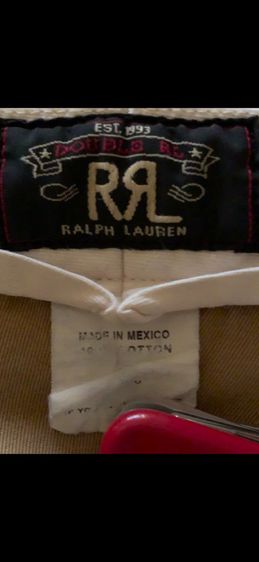 EST. 1993
DOUBLE RL
RRL
RALPH LAUREN
MADE IN MEXICO
COTTON